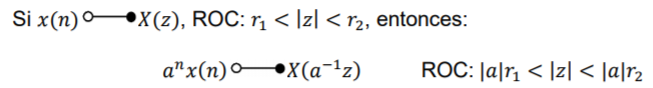 Si x(n) ○—● X(z), ROC: r₁ < |z| < r₂, entonces:
aⁿx(n) ○—● X(a⁻¹z) ROC: |a|r₁ < |z| < |a|r₂